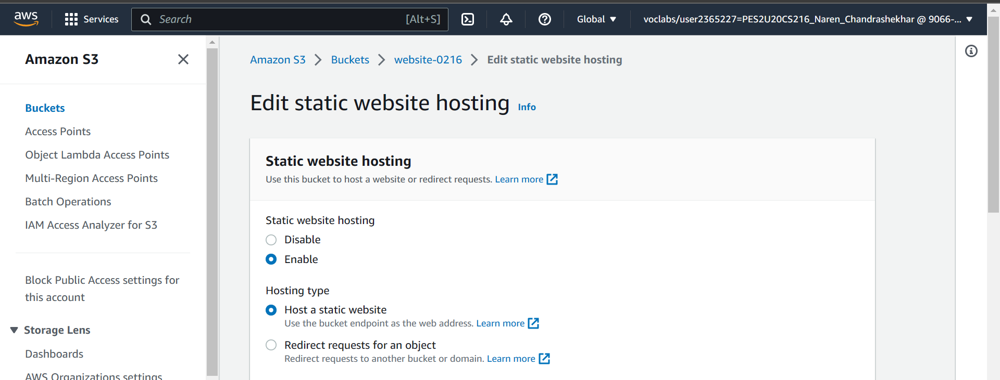 aws
Services
Search [Alt+S]
Global
voclabs/user2365227=PES2U20CS216_Naren_Chandrashekhar @ 9066-...
Amazon S3
Buckets
Access Points
Object Lambda Access Points
Multi-Region Access Points
Batch Operations
IAM Access Analyzer for S3
Block Public Access settings for
this account
Storage Lens
Dashboards
AWS Organizations settings
Amazon S3 > Buckets > website-0216 > Edit static website hosting
Edit static website hosting Info
Static website hosting
Use this bucket to host a website or redirect requests. Learn more
Static website hosting
Disable
Enable
Hosting type
Host a static website
Use the bucket endpoint as the web address. Learn more
Redirect requests for an object
Redirect requests to another bucket or domain. Learn more